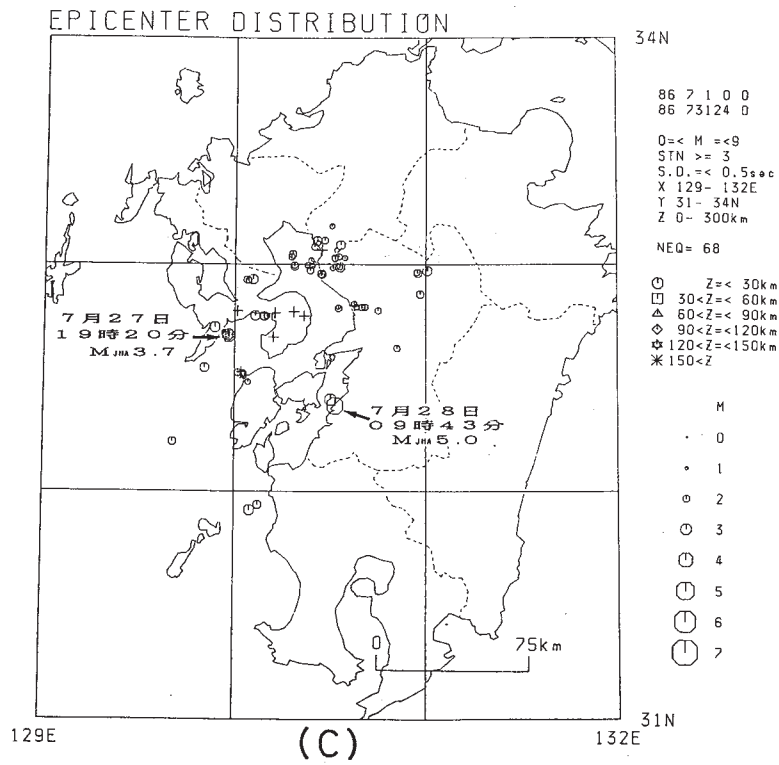 EPICENTER DISTRIBUTION
34N
86 7 1 0 0
86 73124 0
0=< M =<9
STN >= 3
S.D.=< 0.5sec
X 129- 132E
Y 31- 34N
Z 0- 300km
NEQ= 68
Z=< 30km
30<Z=< 60km
60<Z=< 90km
90<Z=<120km
120<Z=<150km
150<Z
M
0
1
2
3
4
5
6
7
7月27日
19時20分
MJMA3.7
7月28日
09時43分
MJMA5.0
0
75km
31N
129E
(C)
132E